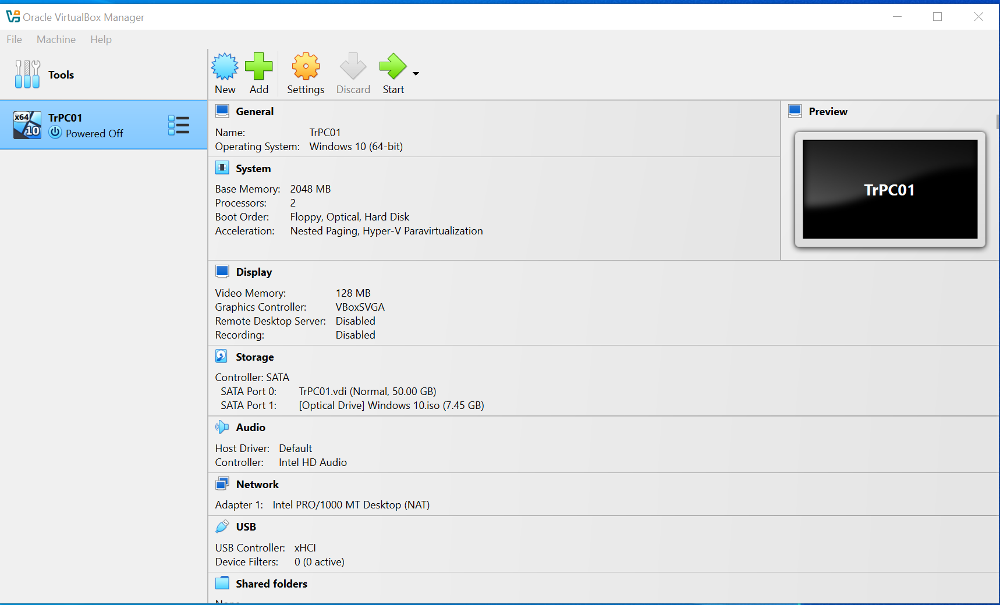 Oracle VirtualBox Manager
File Machine Help
Tools
New Add Settings Discard Start
x64 10
TrPC01
Powered Off
General
Name: TrPC01
Operating System: Windows 10 (64-bit)
System
Base Memory: 2048 MB
Processors: 2
Boot Order: Floppy, Optical, Hard Disk
Acceleration: Nested Paging, Hyper-V Paravirtualization
Preview
TrPC01
Display
Video Memory: 128 MB
Graphics Controller: VBoxSVGA
Remote Desktop Server: Disabled
Recording: Disabled
Storage
Controller: SATA
SATA Port 0: TrPC01.vdi (Normal, 50.00 GB)
SATA Port 1: [Optical Drive] Windows 10.iso (7.45 GB)
Audio
Host Driver: Default
Controller: Intel HD Audio
Network
Adapter 1: Intel PRO/1000 MT Desktop (NAT)
USB
USB Controller: xHCI
Device Filters: 0 (0 active)
Shared folders